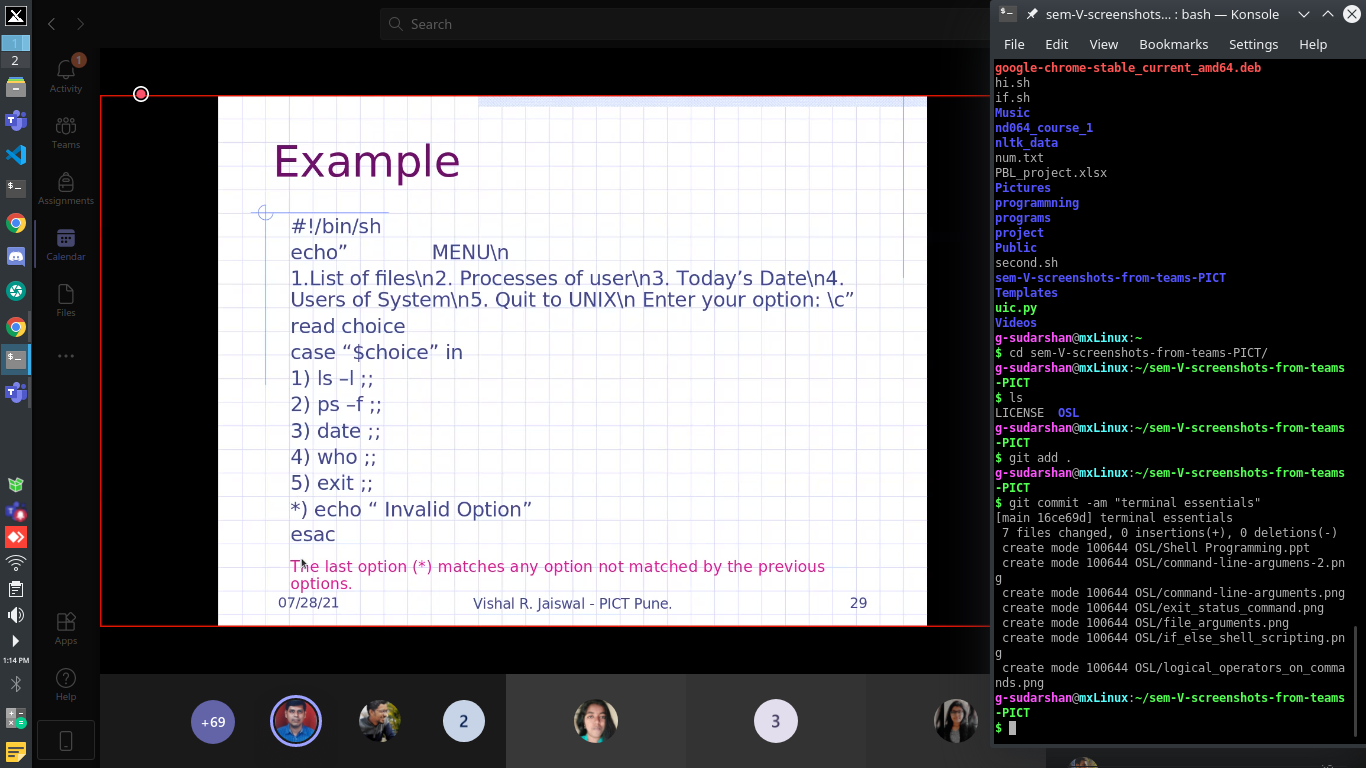 1
2
1:14 PM
Activity
1
Teams
Assignments
Calendar
Files
Apps
Help
Search
Example
#!/bin/sh
echo” MENU\n
1.List of files\n2. Processes of user\n3. Today’s Date\n4.
Users of System\n5. Quit to UNIX\n Enter your option: \c”
read choice
case “$choice” in
1) ls –l ;;
2) ps –f ;;
3) date ;;
4) who ;;
5) exit ;;
*) echo “ Invalid Option”
esac
The last option (*) matches any option not matched by the previous
options.
07/28/21
Vishal R. Jaiswal - PICT Pune.
29
+69
2
3
sem-V-screenshots... : bash — Konsole
File Edit View Bookmarks Settings Help
google-chrome-stable_current_amd64.deb
hi.sh
if.sh
Music
nd064_course_1
nltk_data
num.txt
PBL_project.xlsx
Pictures
programmning
programs
project
Public
second.sh
sem-V-screenshots-from-teams-PICT
Templates
uic.py
Videos
g-sudarshan@mxLinux:~
$ cd sem-V-screenshots-from-teams-PICT/
g-sudarshan@mxLinux:~/sem-V-screenshots-from-teams
-PICT
$ ls
LICENSE OSL
g-sudarshan@mxLinux:~/sem-V-screenshots-from-teams
-PICT
$ git add .
g-sudarshan@mxLinux:~/sem-V-screenshots-from-teams
-PICT
$ git commit -am "terminal essentials"
[main 16ce69d] terminal essentials
7 files changed, 0 insertions(+), 0 deletions(-)
create mode 100644 OSL/Shell Programming.ppt
create mode 100644 OSL/command-line-argumens-2.pn
g
create mode 100644 OSL/command-line-arguments.png
create mode 100644 OSL/exit_status_command.png
create mode 100644 OSL/file_arguments.png
create mode 100644 OSL/if_else_shell_scripting.pn
g
create mode 100644 OSL/logical_operators_on_comma
nds.png
g-sudarshan@mxLinux:~/sem-V-screenshots-from-teams
-PICT
$